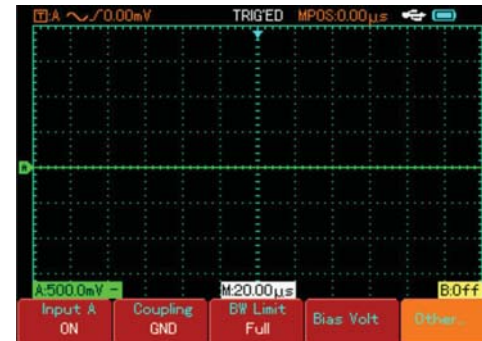 T:A 0.00mV TRIG'ED MPOS:0.00μs
A
A:500.0mV M:20.00μs B:Off
Input A Coupling BW Limit Bias Volt Other...
ON GND Full